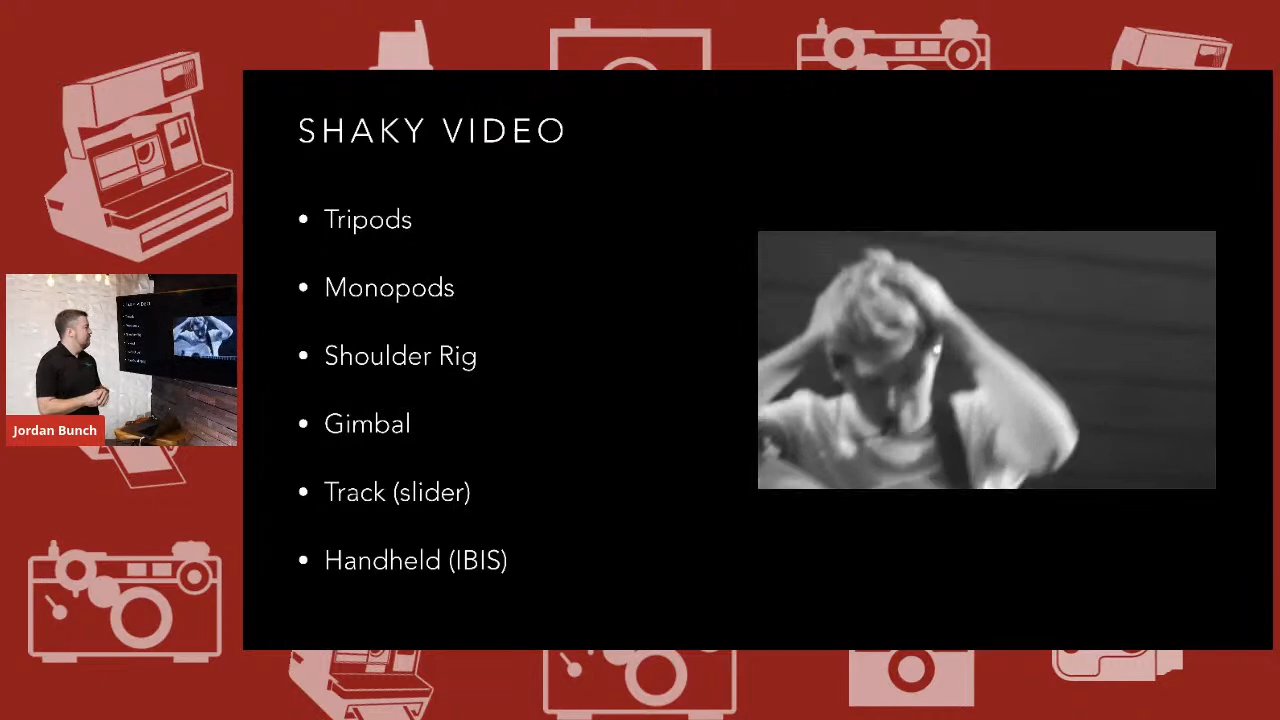 SHAKY VIDEO
• Tripods
• Monopods
• Shoulder Rig
• Gimbal
• Track (slider)
• Handheld (IBIS)
Jordan Bunch